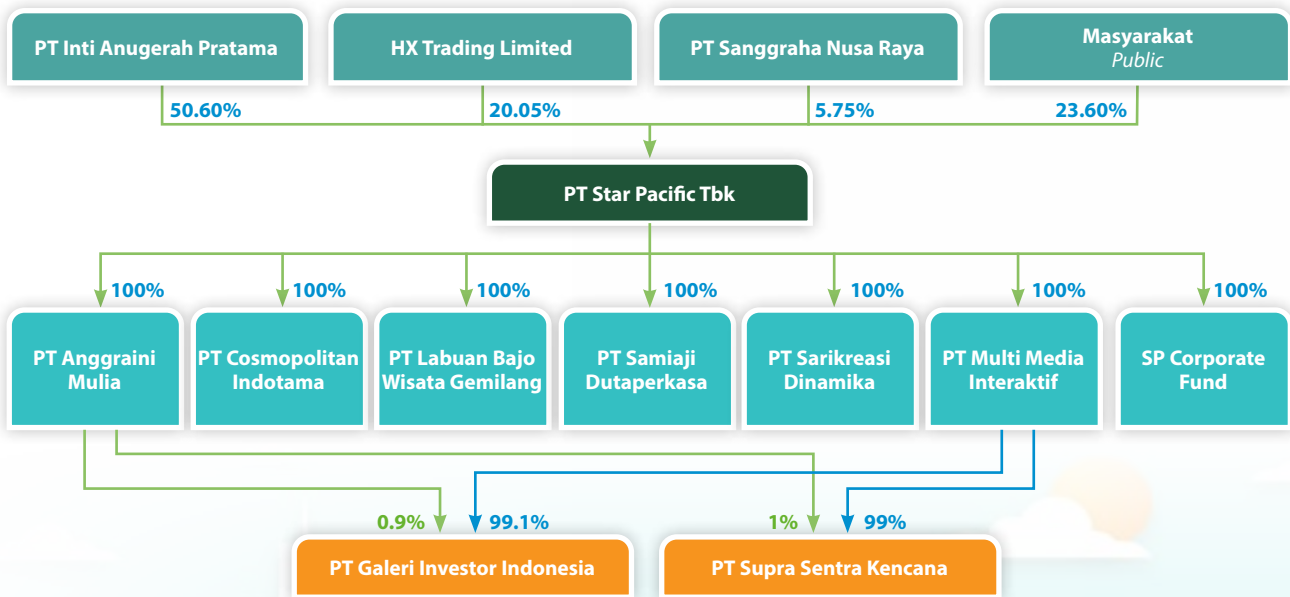 PT Inti Anugerah Pratama
HX Trading Limited
PT Sanggraha Nusa Raya
Masyarakat
Public
50.60%
20.05%
5.75%
23.60%
PT Star Pacific Tbk
100%
100%
100%
100%
100%
100%
100%
PT Anggraini
Mulia
PT Cosmopolitan
Indotama
PT Labuan Bajo
Wisata Gemilang
PT Samiaji
Dutaperkasa
PT Sarikreasi
Dinamika
PT Multi Media
Interaktif
SP Corporate
Fund
0.9%
99.1%
1%
99%
PT Galeri Investor Indonesia
PT Supra Sentra Kencana